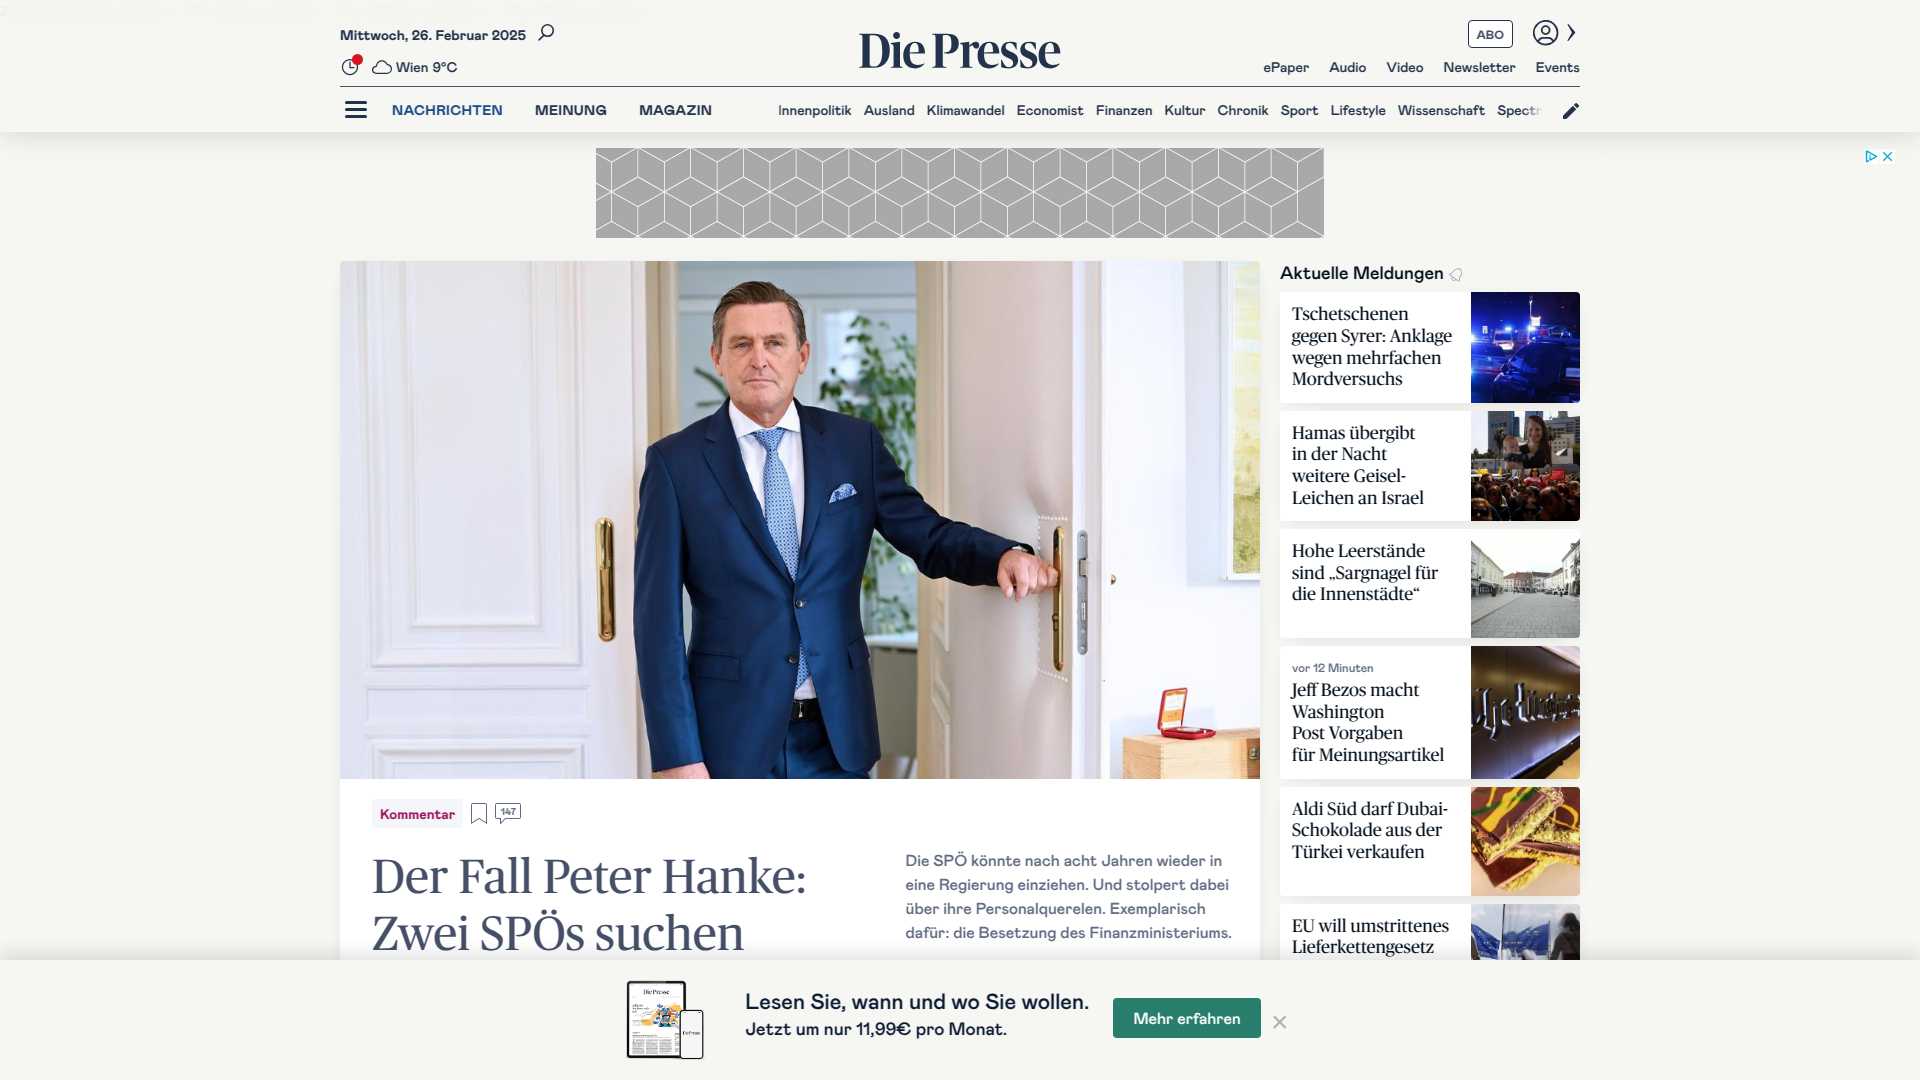 Mittwoch, 26. Februar 2025
Wien 9°C
Die Presse
ABO
ePaper Audio Video Newsletter Events
NACHRICHTEN MEINUNG MAGAZIN
Innenpolitik Ausland Klimawandel Economist Finanzen Kultur Chronik Sport Lifestyle Wissenschaft Spectr
Kommentar
147
Der Fall Peter Hanke:
Zwei SPÖs suchen
Die SPÖ könnte nach acht Jahren wieder in
eine Regierung einziehen. Und stolpert dabei
über ihre Personalquerelen. Exemplarisch
dafür: die Besetzung des Finanzministeriums.
Aktuelle Meldungen
Tschetschenen
gegen Syrer: Anklage
wegen mehrfachen
Mordversuchs
Hamas übergibt
in der Nacht
weitere Geisel-
Leichen an Israel
Hohe Leerstände
sind „Sargnagel für
die Innenstädte“
vor 12 Minuten
Jeff Bezos macht
Washington
Post Vorgaben
für Meinungsartikel
Aldi Süd darf Dubai-
Schokolade aus der
Türkei verkaufen
EU will umstrittenes
Lieferkettengesetz
Die Presse
Lesen Sie, wann und wo Sie wollen.
Jetzt um nur 11,99€ pro Monat.
Mehr erfahren